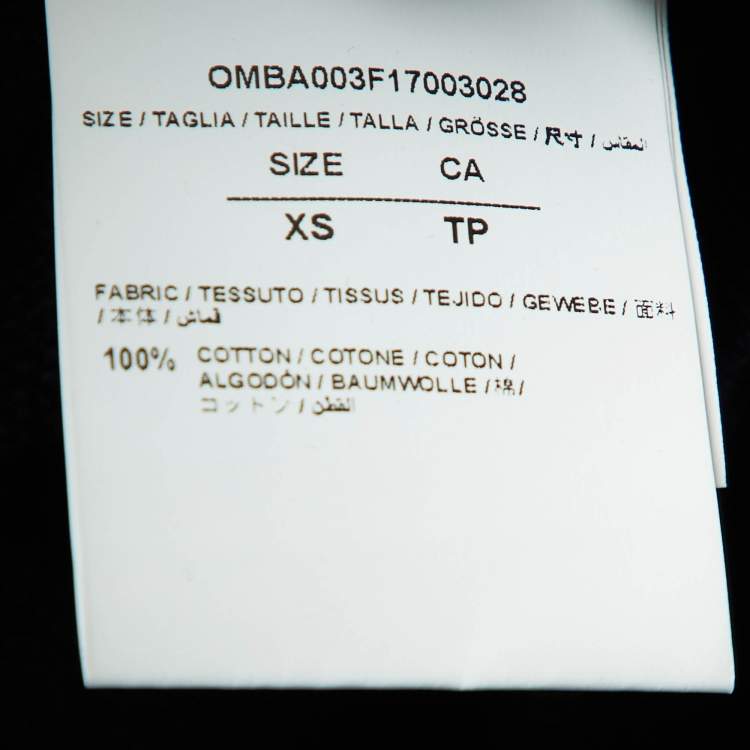 OMBA003F17003028
SIZE / TAGLIA / TAILLE / TALLA / GRÖSSE / 尺寸 / المقاس
SIZE CA
XS TP
FABRIC / TESSUTO / TISSUS / TEJIDO / GEWEBE / 面料
/ 本体 / قماش
100% COTTON / COTONE / COTON /
ALGODÓN / BAUMWOLLE / 棉 /
コットン / القطن